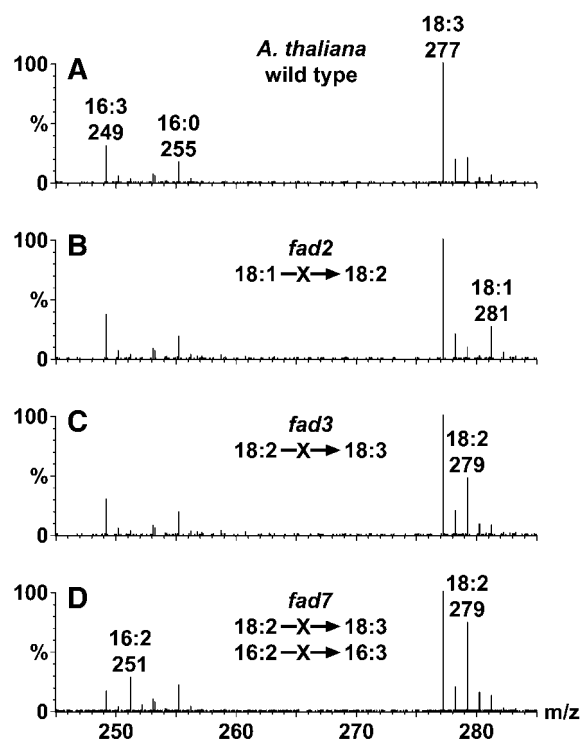 A
A. thaliana
wild type
18:3
277
16:3
249
16:0
255
100
%
0
B
fad2
18:1 –X→ 18:2
18:1
281
100
%
0
C
fad3
18:2 –X→ 18:3
18:2
279
100
%
0
D
fad7
18:2 –X→ 18:3
16:2 –X→ 16:3
16:2
251
18:2
279
100
%
0
250 260 270 280 m/z